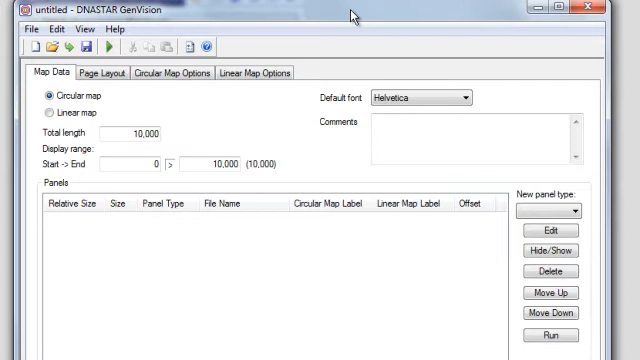 untitled - DNASTAR GenVision
File Edit View Help
Map Data Page Layout Circular Map Options Linear Map Options
Circular map
Default font Helvetica
Linear map
Comments
Total length 10,000
Display range:
Start -> End 0 > 10,000 (10,000)
Panels
New panel type:
Relative Size Size Panel Type File Name Circular Map Label Linear Map Label Offset
Edit
Hide/Show
Delete
Move Up
Move Down
Run